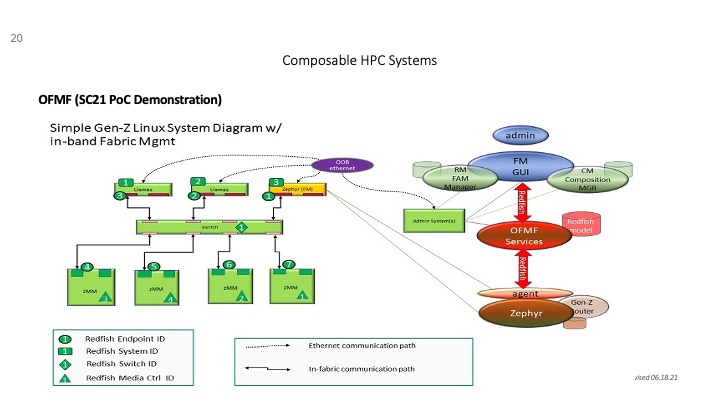 20
Composable HPC Systems
OFMF (SC21 PoC Demonstration)
Simple Gen-Z Linux System Diagram w/
in-band Fabric Mgmt
OOB
ethernet
1
Llamas
3
2
Llamas
2
3
Zephyr (FM)
1
switch
1
4
zMM
3
5
zMM
4
6
zMM
2
7
zMM
1
admin
FM
GUI
RM
FAM
Manager
CM
Composition
MGR
Admin System(s)
Redfish
OFMF
Services
Redfish
model
Redfish
agent
Zephyr
Gen-Z
outer
1 Redfish Endpoint ID
1 Redfish System ID
1 Redfish Switch ID
1 Redfish Media Ctrl ID
Ethernet communication path
In-fabric communication path
ised 06.18.21